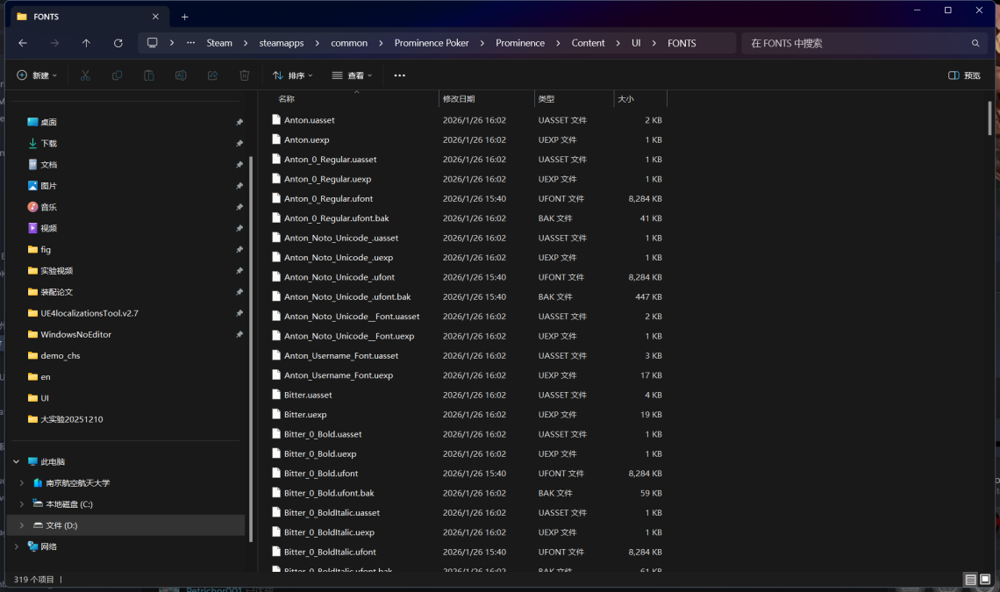 FONTS
Steam
steamapps
common
Prominence Poker
Prominence
Content
UI
FONTS
在 FONTS 中搜索
新建
排序
查看
预览
桌面
下载
文档
图片
音乐
视频
fig
实验视频
装配论文
UE4localizationsTool.v2.7
WindowsNoEditor
demo_chs
en
UI
大实验20251210
此电脑
南京航空航天大学
本地磁盘 (C:)
文件 (D:)
网络
名称 修改日期 类型 大小
Anton.uasset 2026/1/26 16:02 UASSET 文件 2 KB
Anton.uexp 2026/1/26 16:02 UEXP 文件 1 KB
Anton_0_Regular.uasset 2026/1/26 16:02 UASSET 文件 1 KB
Anton_0_Regular.uexp 2026/1/26 16:02 UEXP 文件 1 KB
Anton_0_Regular.ufont 2026/1/26 15:40 UFONT 文件 8,284 KB
Anton_0_Regular.ufont.bak 2026/1/26 16:02 BAK 文件 41 KB
Anton_Noto_Unicode_.uasset 2026/1/26 16:02 UASSET 文件 1 KB
Anton_Noto_Unicode_.uexp 2026/1/26 16:02 UEXP 文件 1 KB
Anton_Noto_Unicode_.ufont 2026/1/26 15:40 UFONT 文件 8,284 KB
Anton_Noto_Unicode_.ufont.bak 2026/1/26 15:40 BAK 文件 447 KB
Anton_Noto_Unicode__Font.uasset 2026/1/26 16:02 UASSET 文件 2 KB
Anton_Noto_Unicode__Font.uexp 2026/1/26 16:02 UEXP 文件 1 KB
Anton_Username_Font.uasset 2026/1/26 16:02 UASSET 文件 3 KB
Anton_Username_Font.uexp 2026/1/26 16:02 UEXP 文件 17 KB
Bitter.uasset 2026/1/26 16:02 UASSET 文件 4 KB
Bitter.uexp 2026/1/26 16:02 UEXP 文件 19 KB
Bitter_0_Bold.uasset 2026/1/26 16:02 UASSET 文件 1 KB
Bitter_0_Bold.uexp 2026/1/26 16:02 UEXP 文件 1 KB
Bitter_0_Bold.ufont 2026/1/26 15:40 UFONT 文件 8,284 KB
Bitter_0_Bold.ufont.bak 2026/1/26 16:02 BAK 文件 59 KB
Bitter_0_BoldItalic.uasset 2026/1/26 16:02 UASSET 文件 1 KB
Bitter_0_BoldItalic.uexp 2026/1/26 16:02 UEXP 文件 1 KB
Bitter_0_BoldItalic.ufont 2026/1/26 15:40 UFONT 文件 8,284 KB
Bitter_0_BoldItalic.ufont.bak 2026/1/26 16:02 BAK 文件 61 KB
319 个项目
Petrichor001